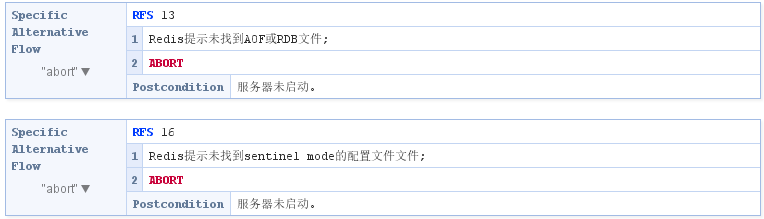 Specific Alternative Flow
"abort" ▼
RFS 13
1 Redis提示未找到AOF或RDB文件;
2 ABORT
Postcondition 服务器未启动。
Specific Alternative Flow
"abort" ▼
RFS 16
1 Redis提示未找到sentinel mode的配置文件文件;
2 ABORT
Postcondition 服务器未启动。